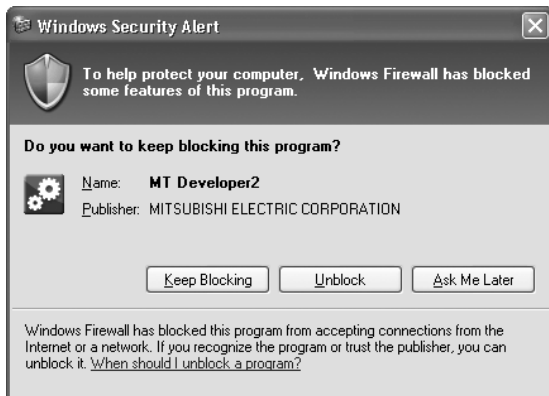 Windows Security Alert
To help protect your computer, Windows Firewall has blocked
some features of this program.
Do you want to keep blocking this program?
Name: MT Developer2
Publisher: MITSUBISHI ELECTRIC CORPORATION
Keep Blocking Unblock Ask Me Later
Windows Firewall has blocked this program from accepting connections from the
Internet or a network. If you recognize the program or trust the publisher, you can
unblock it. When should I unblock a program?